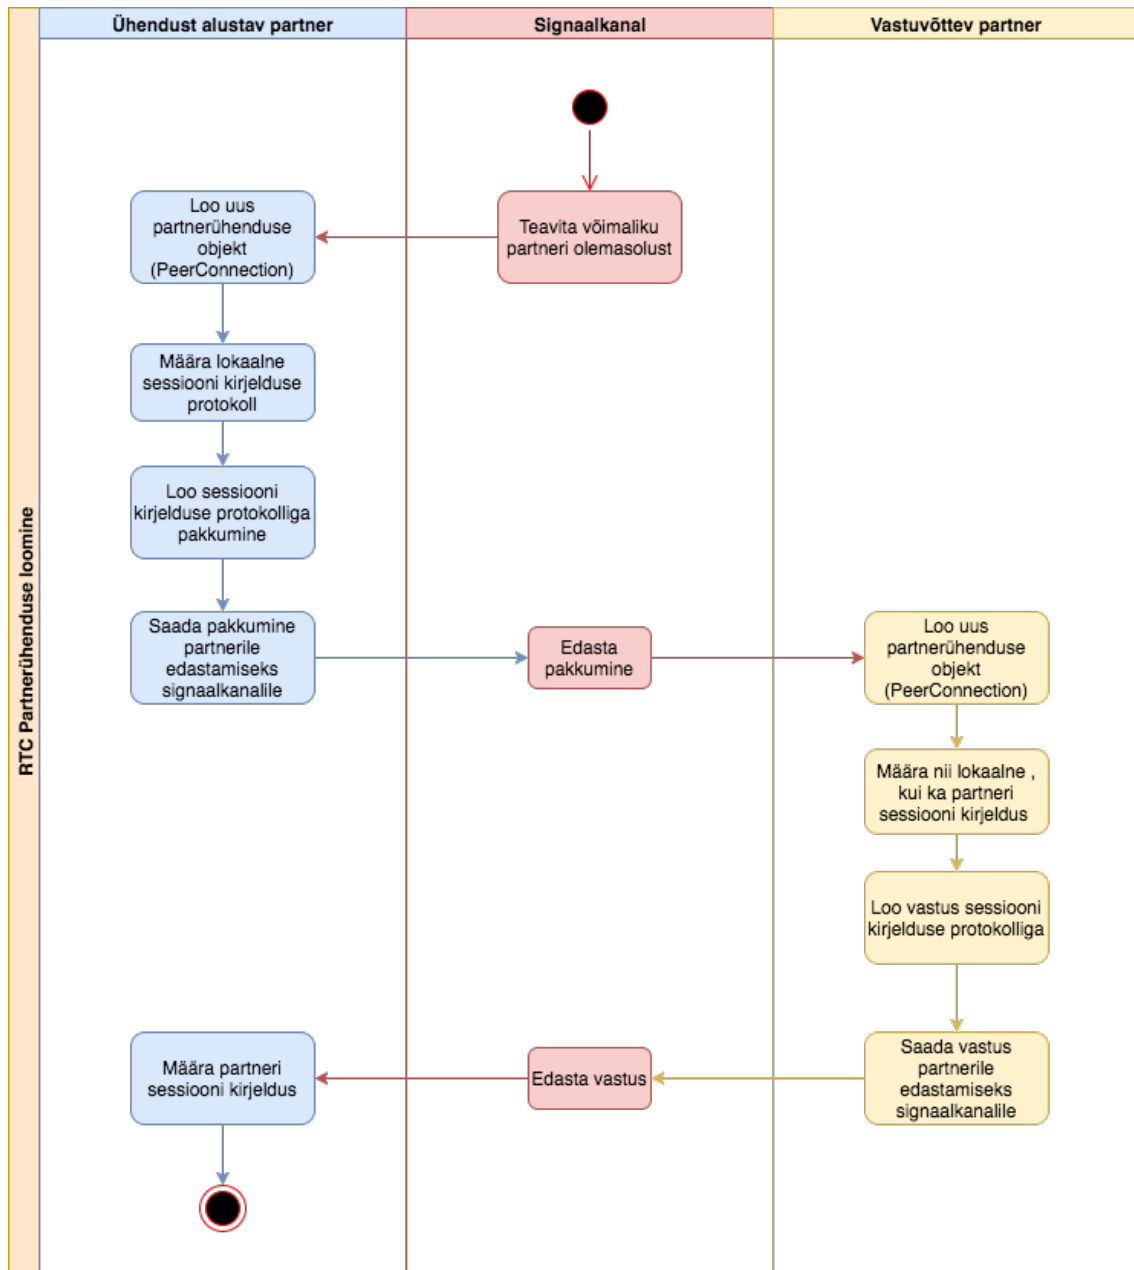 RTC Partnerühenduse loomine
Ühendust alustav partner
Signaalkanal
Vastuvõttev partner
Teavita võimaliku
partneri olemasolust
Loo uus
partnerühenduse
objekt
(PeerConnection)
Määra lokaalne
sessiooni kirjelduse
protokoll
Loo sessiooni
kirjelduse protokolliga
pakkumine
Saada pakkumine
partnerile
edastamiseks
signaalkanalile
Edasta
pakkumine
Loo uus
partnerühenduse
objekt
(PeerConnection)
Määra nii lokaalne ,
kui ka partneri
sessiooni kirjeldus
Loo vastus sessiooni
kirjelduse protokolliga
Saada vastus
partnerile
edastamiseks
signaalkanalile
Edasta vastus
Määra partneri
sessiooni kirjeldus